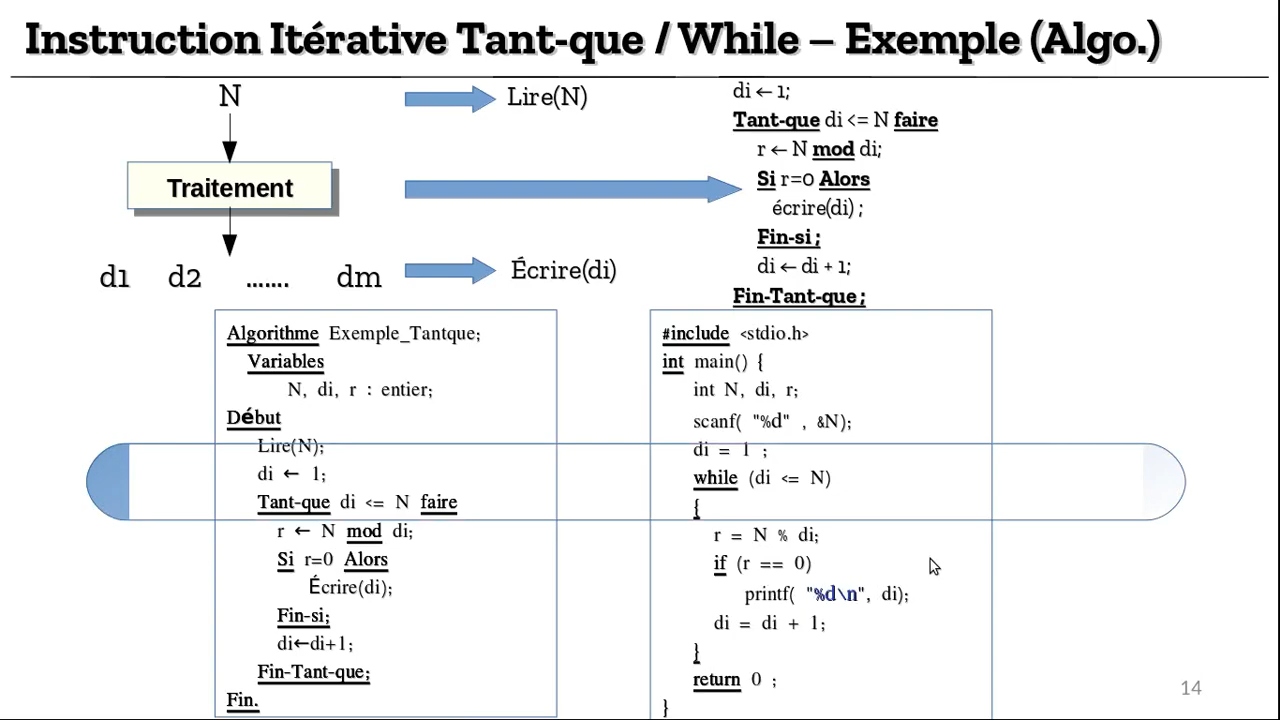 Instruction Itérative Tant-que / While – Exemple (Algo.)
N
Traitement
d1 d2 ……. dm
Lire(N)
Écrire(di)
di ← 1;
Tant-que di <= N faire
r ← N mod di;
Si r=0 Alors
écrire(di) ;
Fin-si ;
di ← di + 1;
Fin-Tant-que ;
Algorithme Exemple_Tantque;
Variables
N, di, r : entier;
Début
Lire(N);
di ← 1;
Tant-que di <= N faire
r ← N mod di;
Si r=0 Alors
Écrire(di);
Fin-si;
di←di+1;
Fin-Tant-que;
Fin.
#include <stdio.h>
int main() {
int N, di, r;
scanf( "%d" , &N);
di = 1 ;
while (di <= N)
{
r = N % di;
if (r == 0)
printf( "%d\n", di);
di = di + 1;
}
return 0 ;
}
14